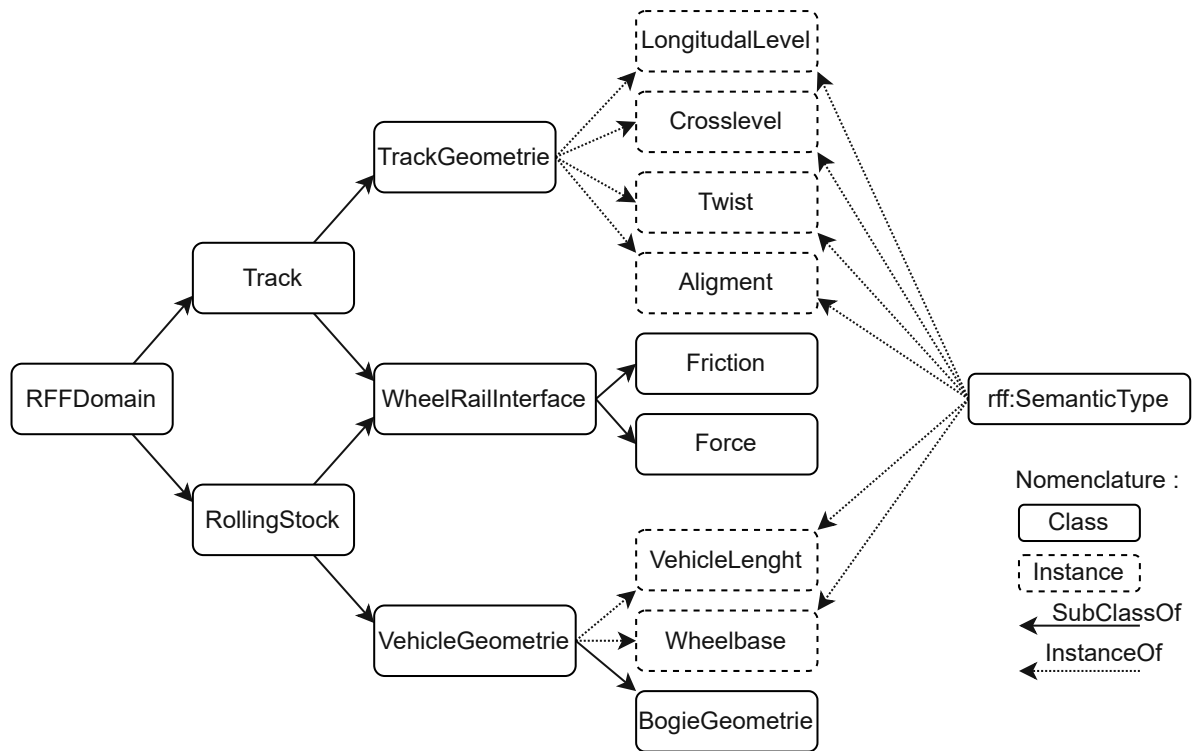 LongitudalLevel
Crosslevel
TrackGeometrie
Twist
Track
Aligment
Friction
RFFDomain
WheelRailInterface
rff:SemanticType
Force
Nomenclature :
RollingStock
Class
VehicleLenght
Instance
SubClassOf
VehicleGeometrie
Wheelbase
InstanceOf
BogieGeometrie